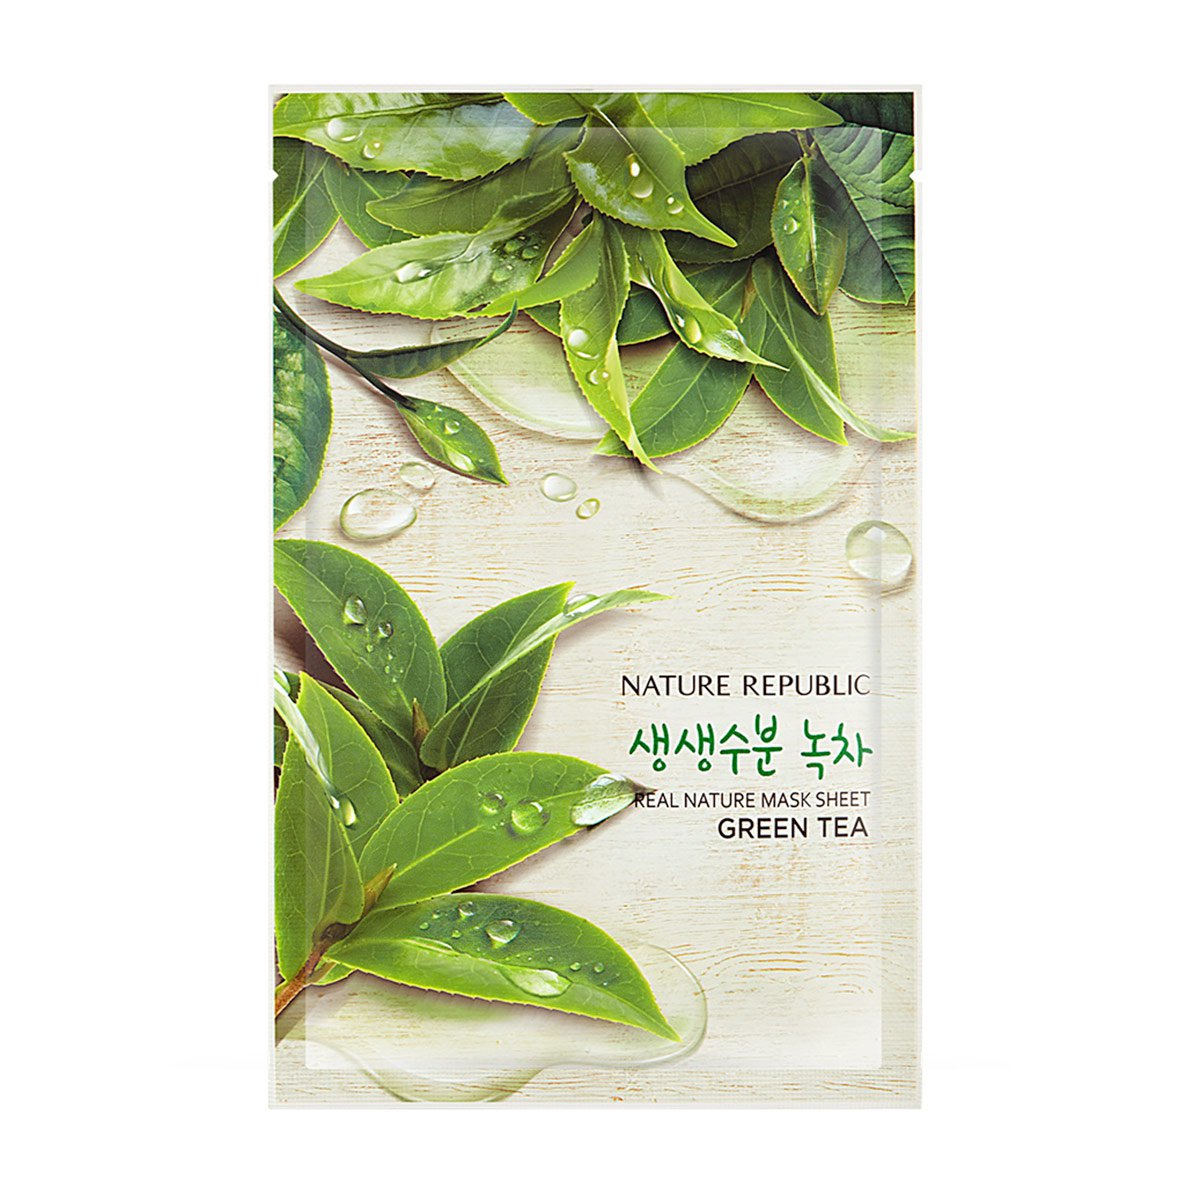 NATURE REPUBLIC
생생수분 녹차
REAL NATURE MASK SHEET
GREEN TEA